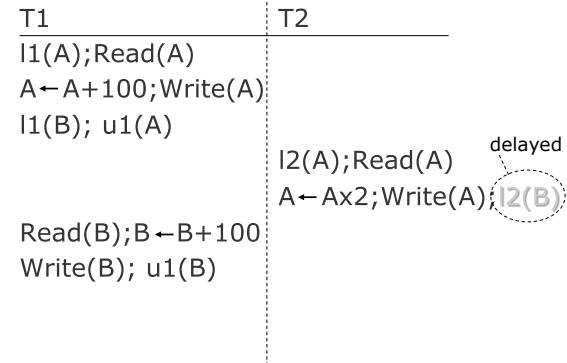 T1 T2
l1(A);Read(A)
A←A+100;Write(A)
l1(B); u1(A)
delayed
l2(A);Read(A)
A←Ax2;Write(A);l2(B)
Read(B);B←B+100
Write(B); u1(B)